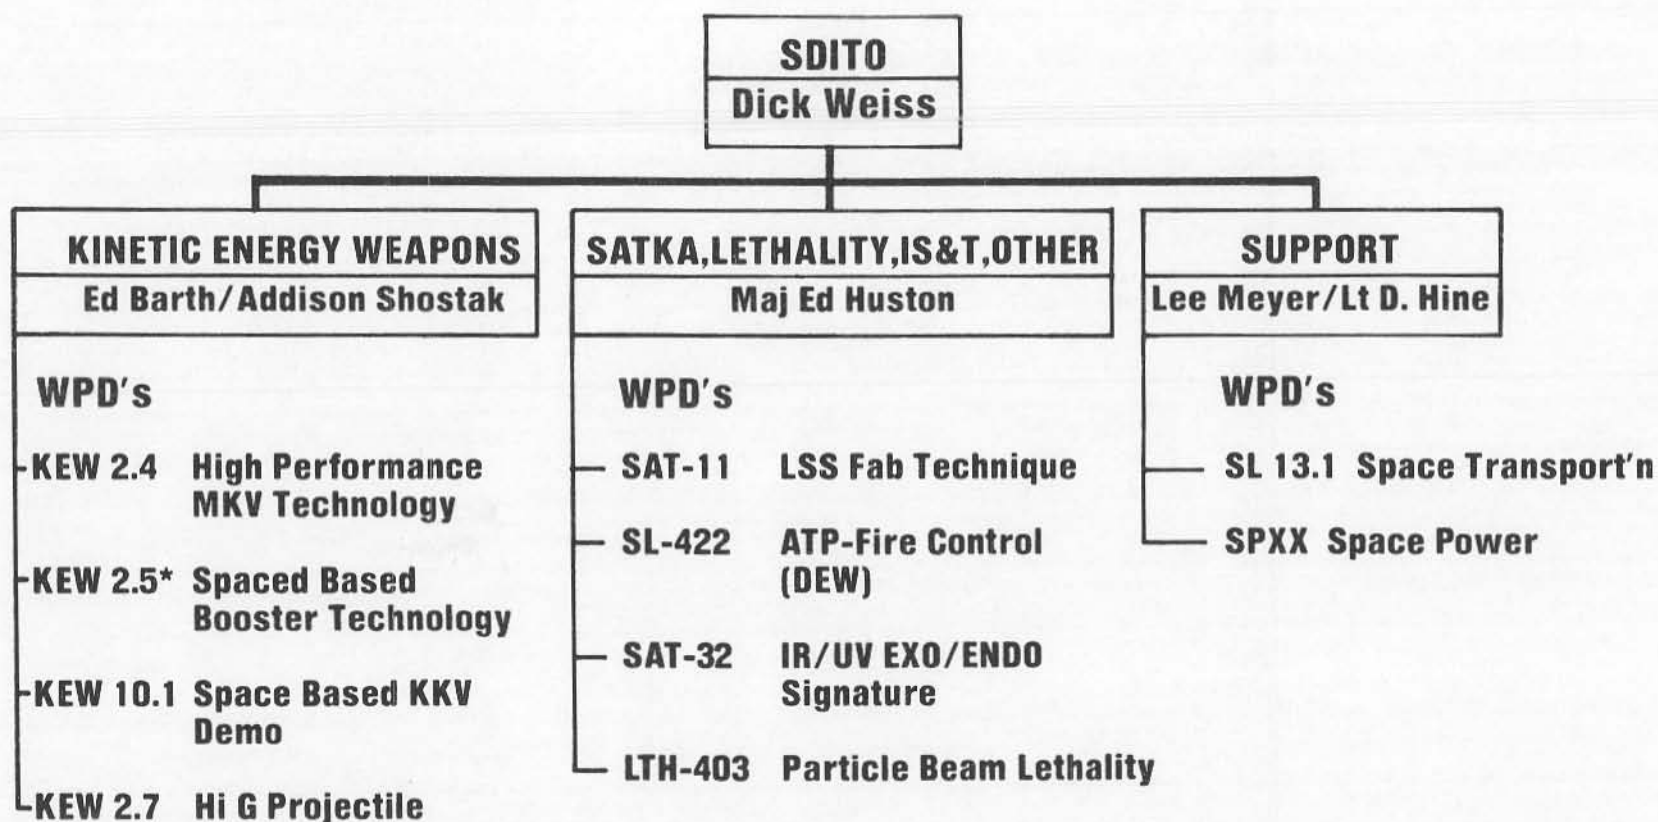 SDITO
Dick Weiss
KINETIC ENERGY WEAPONS
Ed Barth/Addison Shostak
WPD's
KEW 2.4 High Performance
MKV Technology
KEW 2.5* Spaced Based
Booster Technology
KEW 10.1 Space Based KKV
Demo
KEW 2.7 Hi G Projectile
SATKA,LETHALITY,IS&T,OTHER
Maj Ed Huston
WPD's
SAT-11 LSS Fab Technique
SL-422 ATP-Fire Control
(DEW)
SAT-32 IR/UV EXO/ENDO
Signature
LTH-403 Particle Beam Lethality
SUPPORT
Lee Meyer/Lt D. Hine
WPD's
SL 13.1 Space Transport'n
SPXX Space Power